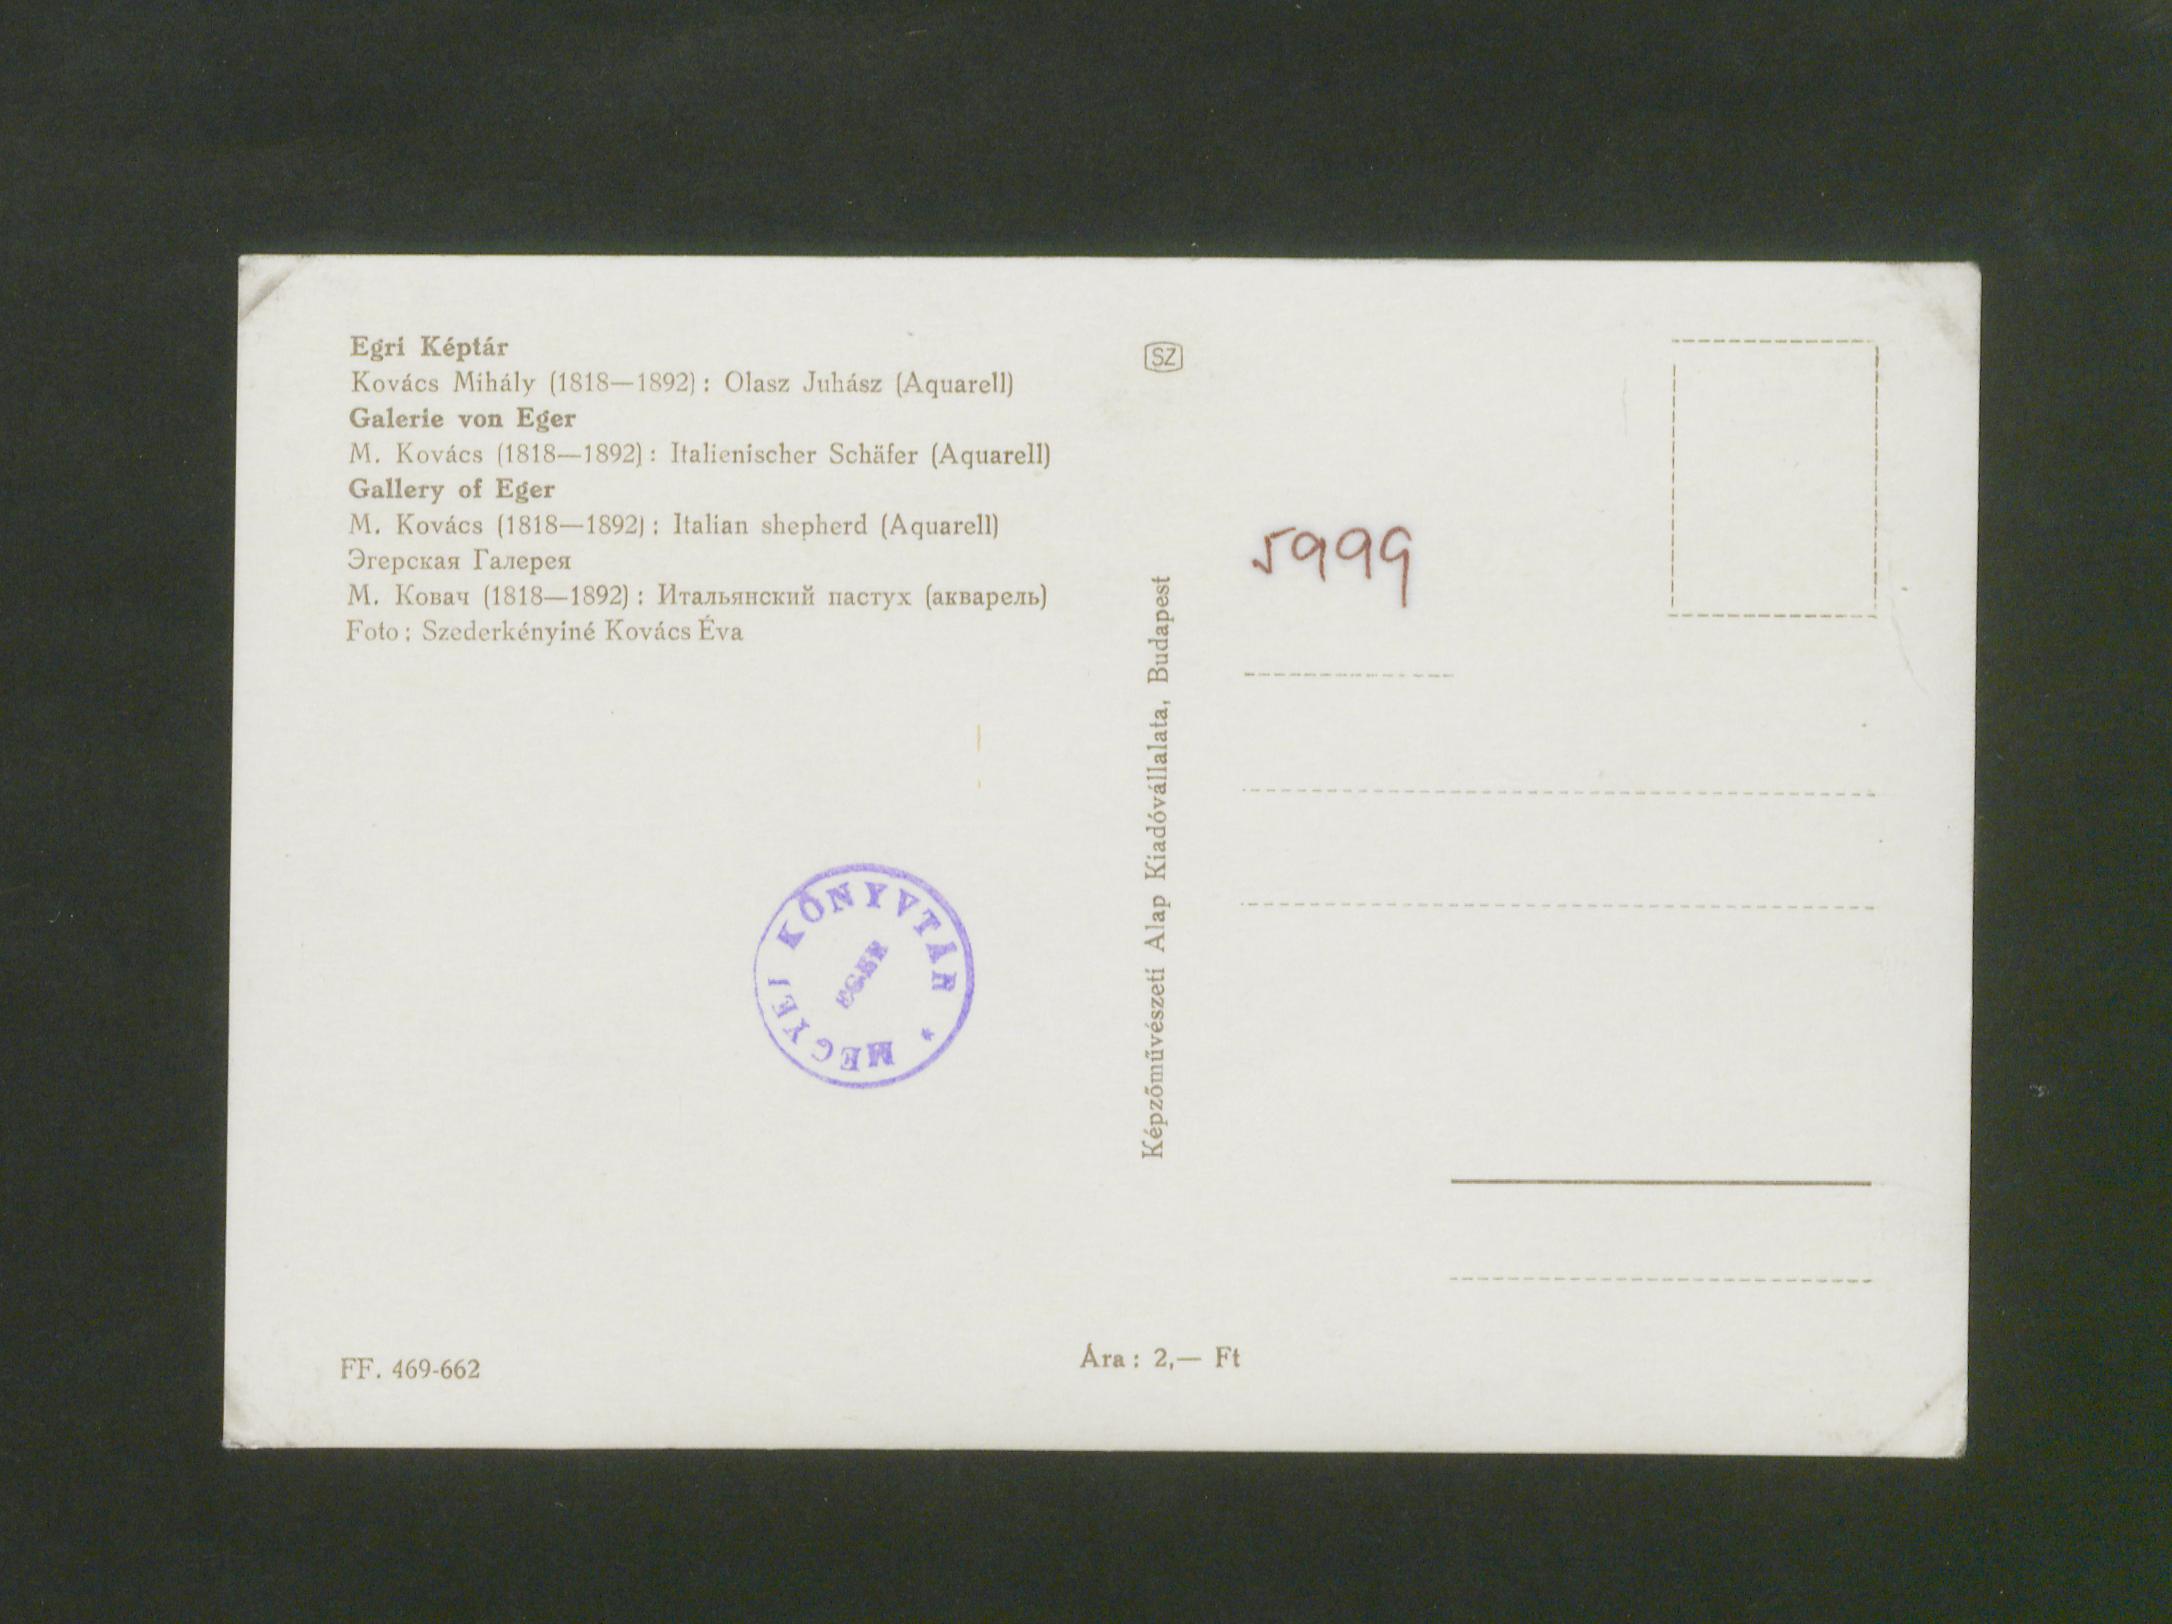 Egri Képtár
Kovács Mihály (1818—1892): Olasz Juhász (Aquarell)
Galerie von Eger
M. Kovács (1818—1892): Italienischer Schäfer (Aquarell)
Gallery of Eger
M. Kovács (1818—1892): Italian shepherd (Aquarell)
Эгерская Галерея
М. Ковач (1818—1892): Итальянский пастух (акварель)
Foto: Szederkényiné Kovács Éva
MEGYEI KÖNYVTÁR *
EGER
FF. 469-662
SZ
Képzőművészeti Alap Kiadóvállalata, Budapest
Ára: 2,— Ft
5999